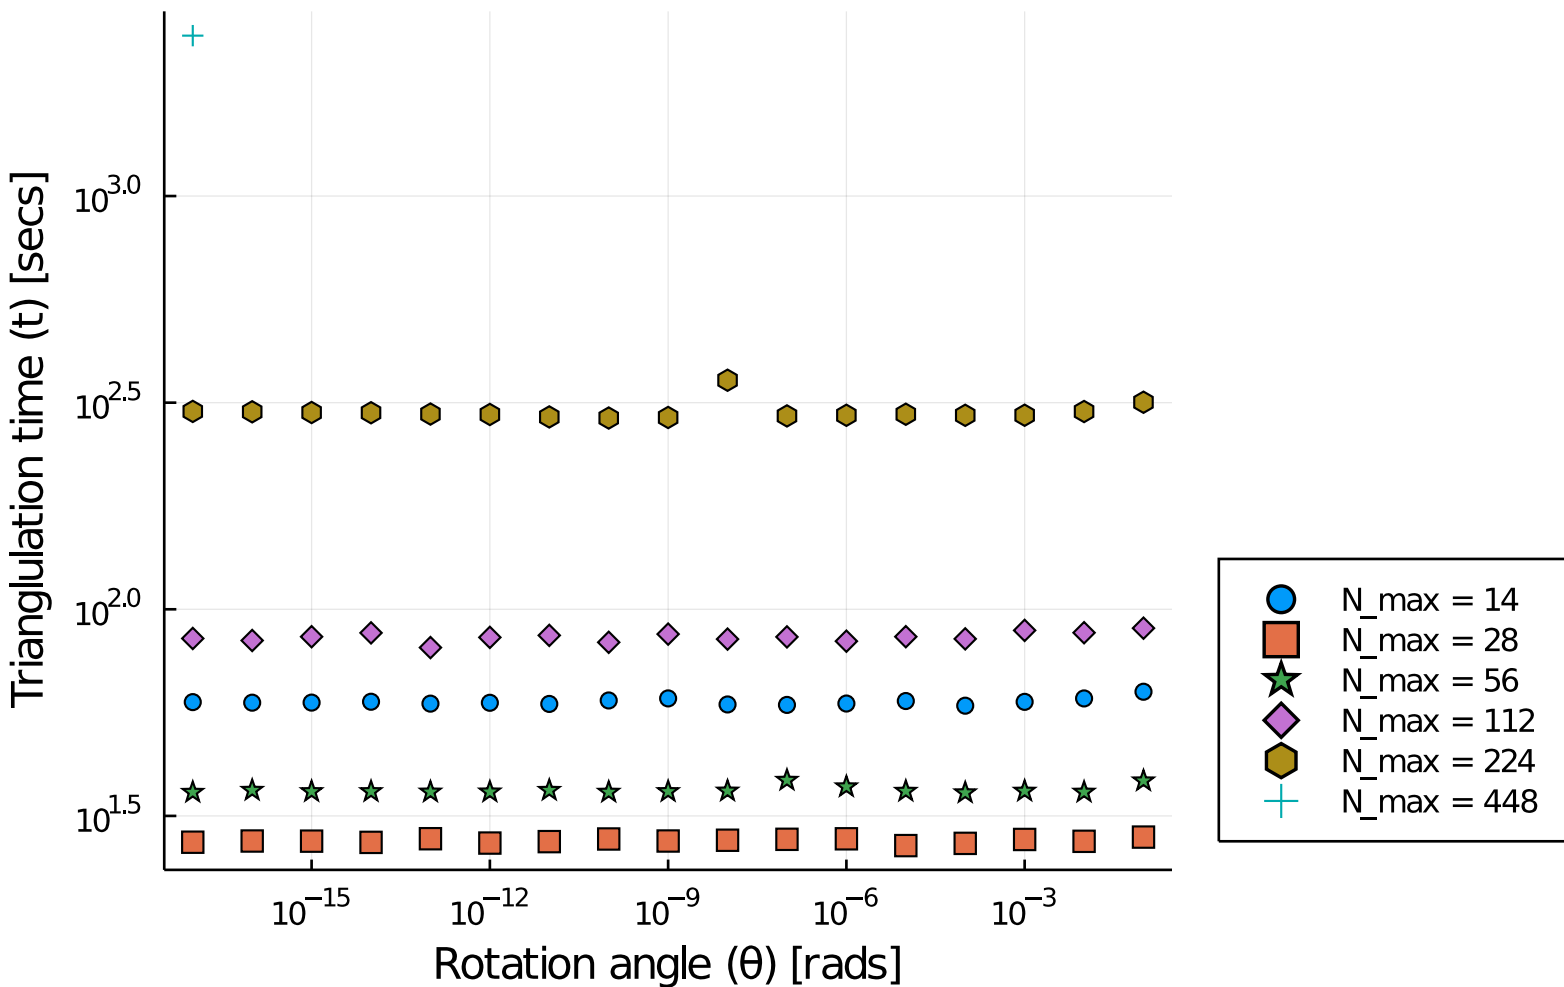 Trianglulation time (t) [secs]
10^3.0
10^2.5
10^2.0
10^1.5
10^−15 10^−12 10^−9 10^−6 10^−3
Rotation angle (θ) [rads]
N_max = 14
N_max = 28
N_max = 56
N_max = 112
N_max = 224
N_max = 448